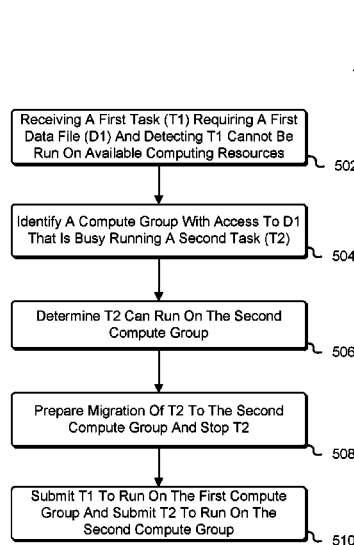 Receiving A First Task (T1) Requiring A First
Data File (D1) And Detecting T1 Cannot Be
Run On Available Computing Resources
502
Identify A Compute Group With Access To D1
That Is Busy Running A Second Task (T2)
504
Determine T2 Can Run On The Second
Compute Group
506
Prepare Migration Of T2 To The Second
Compute Group And Stop T2
508
Submit T1 To Run On The First Compute
Group And Submit T2 To Run On The
Second Compute Group
510